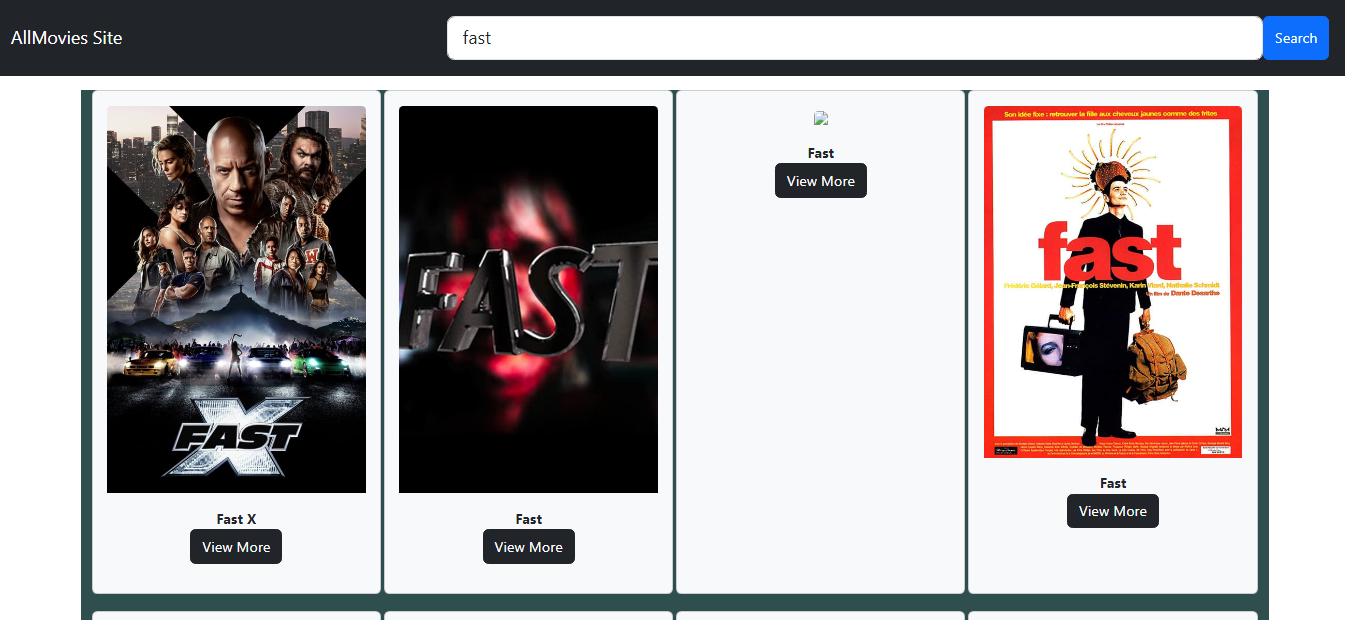 AllMovies Site
fast
Search
FAST X
Fast X
View More
FAST
Fast
View More
Fast
View More
Son idée fixe : retrouver la fille aux cheveux jaunes comme des frites
fast
Frédéric Gélard, Jean-François Stévenin, Karin Viard, Nathalie Schmidt
un film de Dante Desarthe
Fast
View More